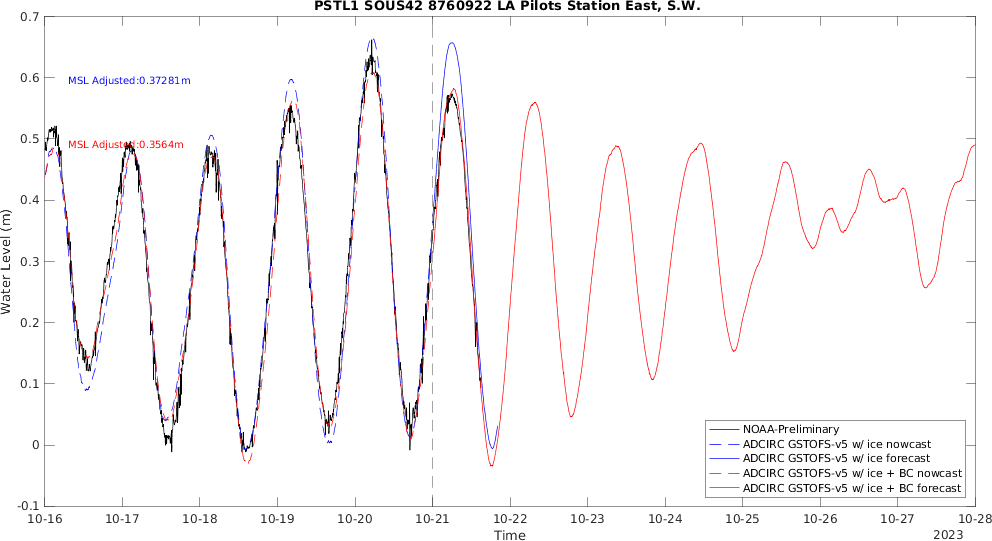 PSTL1 SOUS42 8760922 LA Pilots Station East, S.W.
0.7
0.6
0.5
0.4
0.3
0.2
0.1
0
-0.1
Water Level (m)
MSL Adjusted:0.37281m
MSL Adjusted:0.3564m
NOAA-Preliminary
ADCIRC GSTOFS-v5 w/ ice nowcast
ADCIRC GSTOFS-v5 w/ ice forecast
ADCIRC GSTOFS-v5 w/ ice + BC nowcast
ADCIRC GSTOFS-v5 w/ ice + BC forecast
10-16 10-17 10-18 10-19 10-20 10-21 10-22 10-23 10-24 10-25 10-26 10-27 10-28
Time
2023